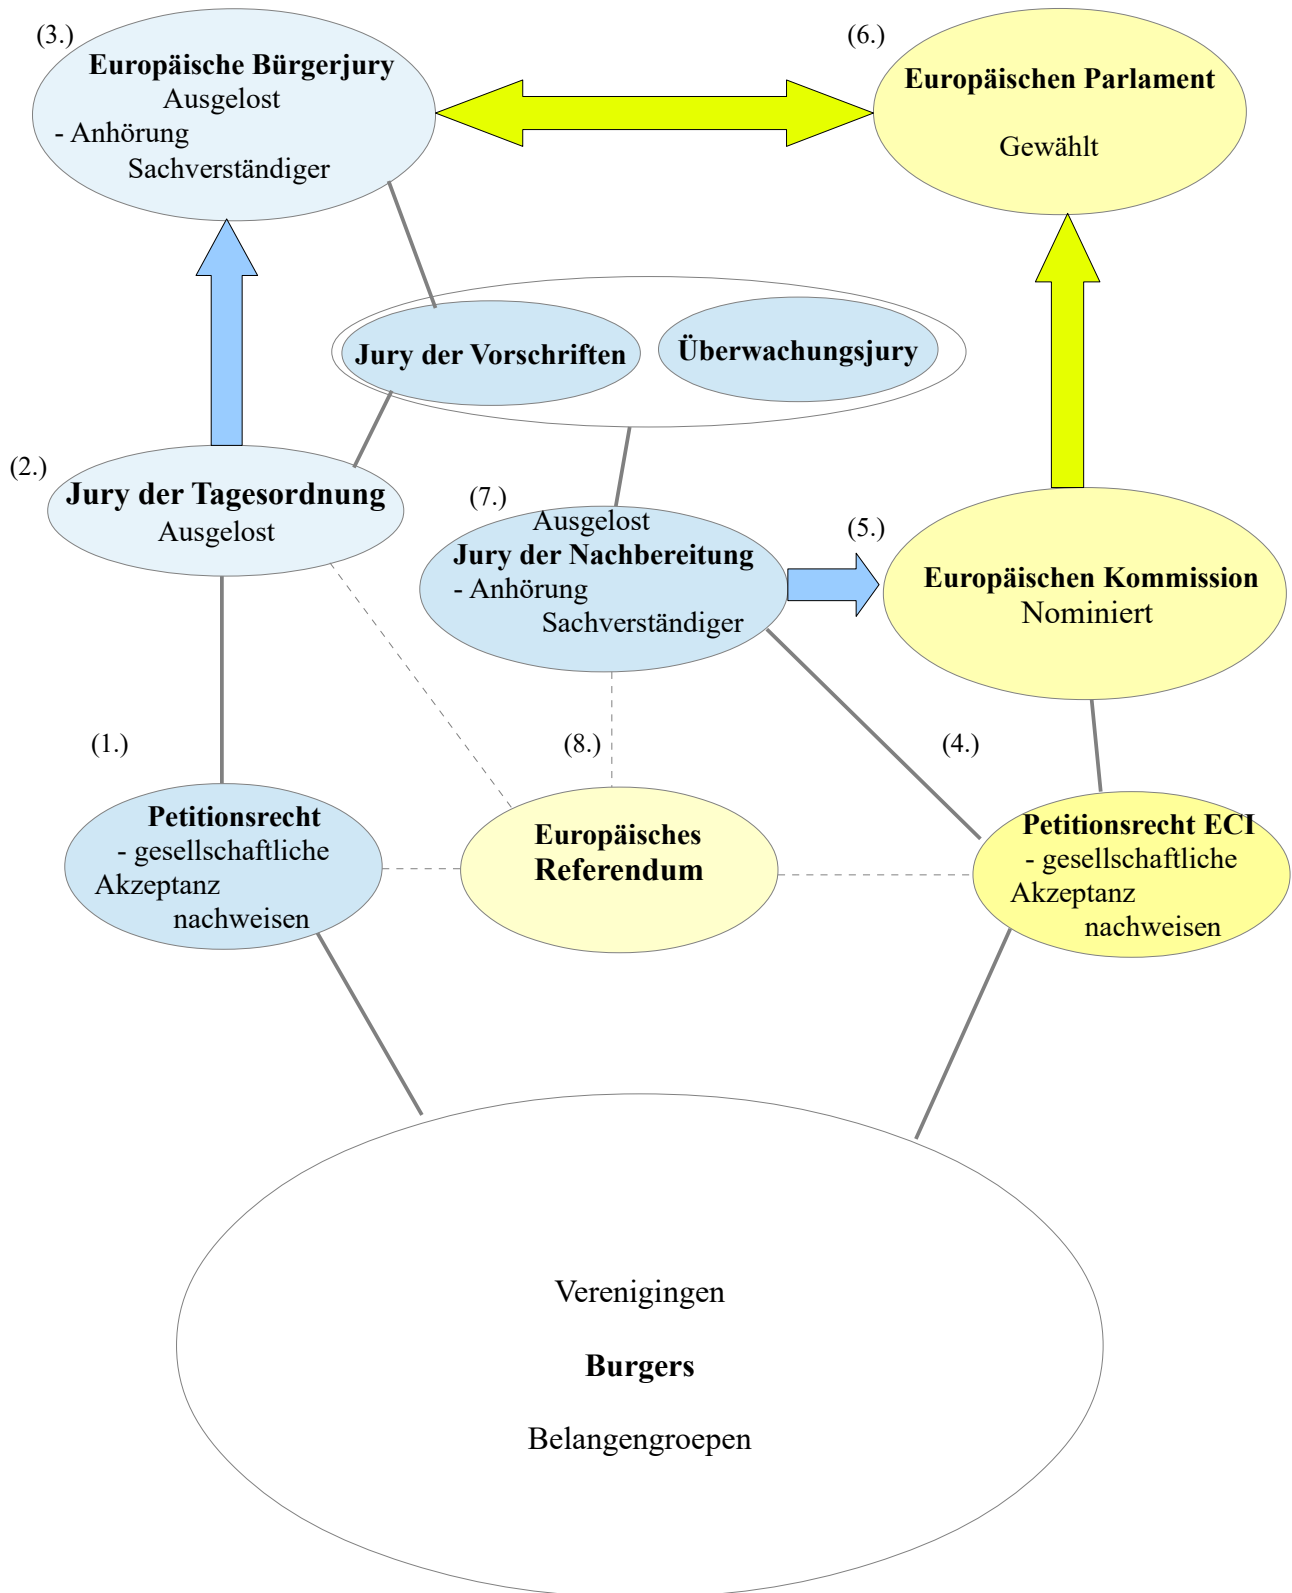 (3.)
Europäische Bürgerjury
Ausgelost
- Anhörung
Sachverständiger
(6.)
Europäischen Parlament
Gewählt
Jury der Vorschriften
Überwachungsjury
(2.)
Jury der Tagesordnung
Ausgelost
(7.)
Ausgelost
Jury der Nachbereitung
- Anhörung
Sachverständiger
(5.)
Europäischen Kommission
Nominiert
(1.)
Petitionsrecht
- gesellschaftliche
Akzeptanz
nachweisen
(8.)
Europäisches
Referendum
(4.)
Petitionsrecht ECI
- gesellschaftliche
Akzeptanz
nachweisen
Verenigingen
Burgers
Belangengroepen